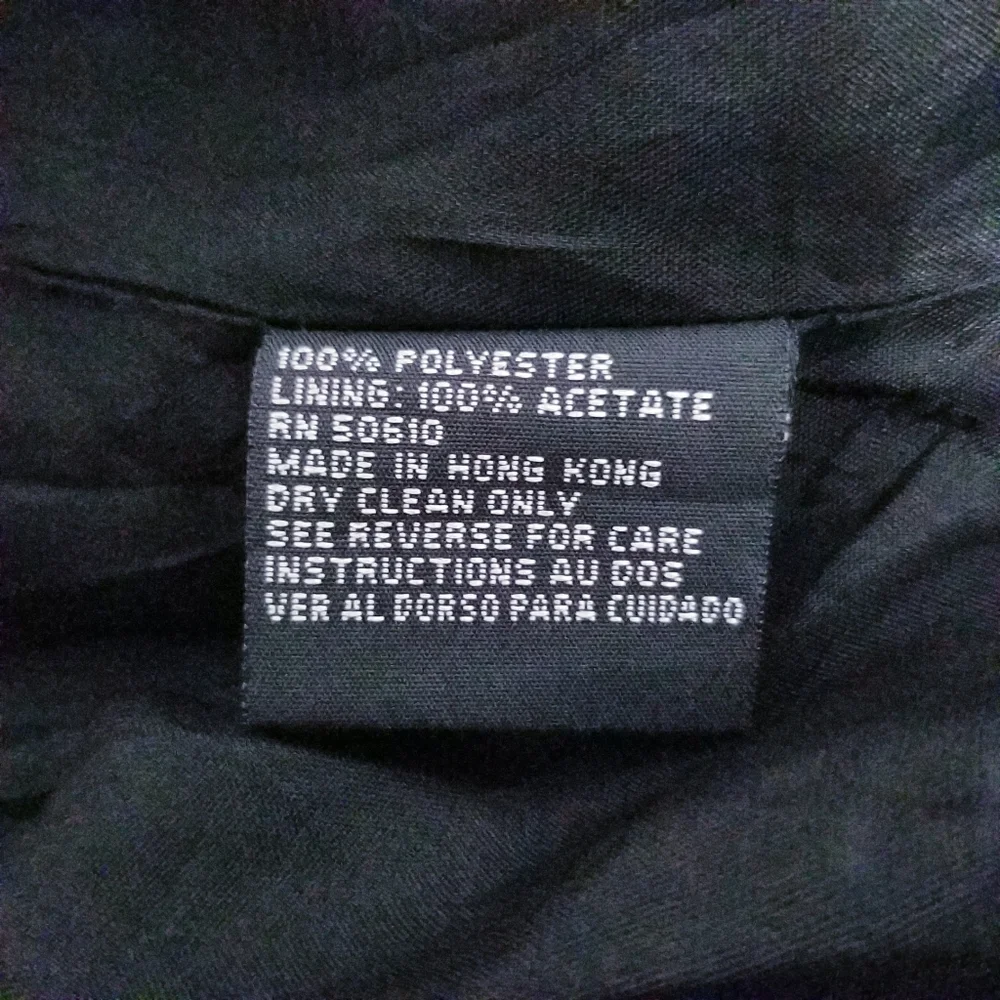 100% POLYESTER
LINING: 100% ACETATE
RN 50610
MADE IN HONG KONG
DRY CLEAN ONLY
SEE REVERSE FOR CARE
INSTRUCTIONS AU DOS
VER AL DORSO PARA CUIDADO